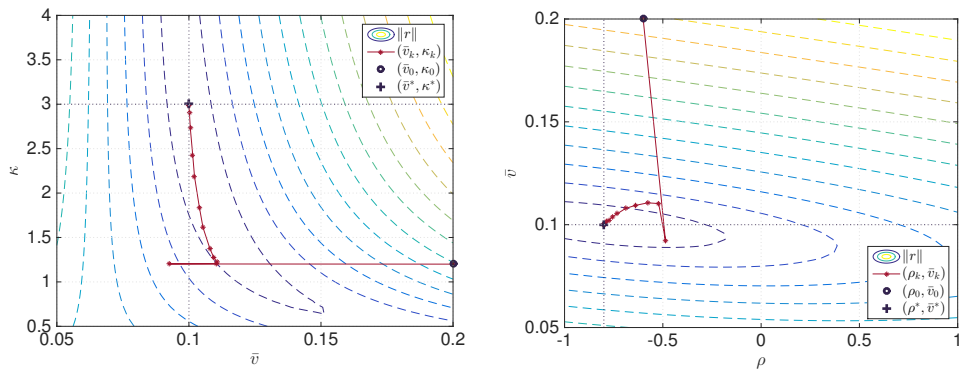 4
3.5
3
2.5
2
1.5
1
0.5
κ
0.05
0.1
0.15
0.2
v̄
‖r‖
(v̄ₖ, κₖ)
(v̄₀, κ₀)
(v̄*, κ*)
0.2
0.15
0.1
0.05
v̄
-1
-0.5
0
0.5
1
ρ
‖r‖
(ρₖ, v̄ₖ)
(ρ₀, v̄₀)
(ρ*, v̄*)